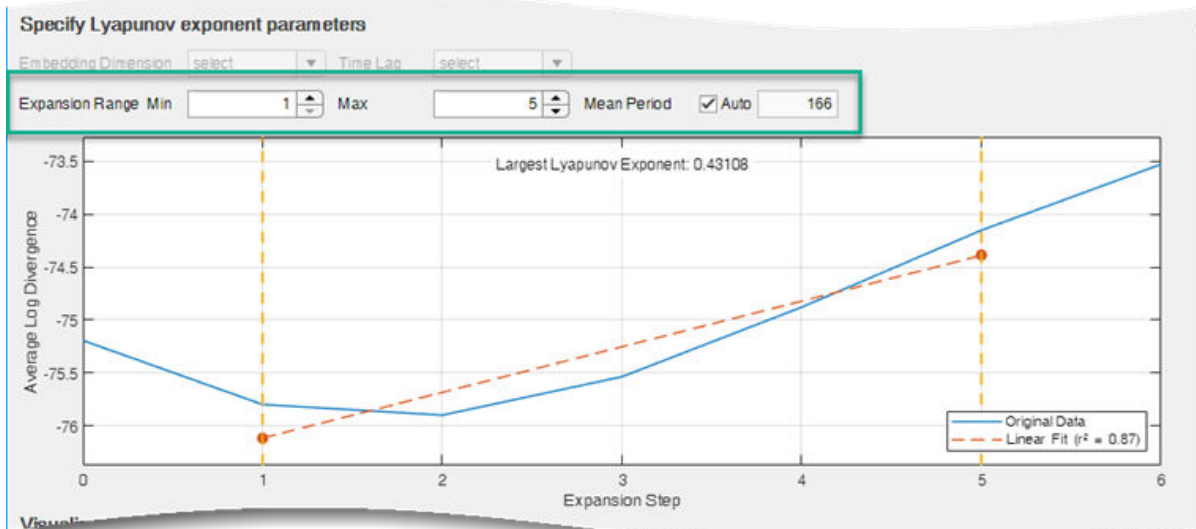 Specify Lyapunov exponent parameters
Embedding Dimension select Time Lag select
Expansion Range Min 1 Max 5 Mean Period Auto 166
Largest Lyapunov Exponent: 0.43108
-73.5
-74
-74.5
-75
-75.5
-76
Average Log Divergence
Original Data
Linear Fit (r² = 0.87)
0 1 2 3 4 5 6
Expansion Step